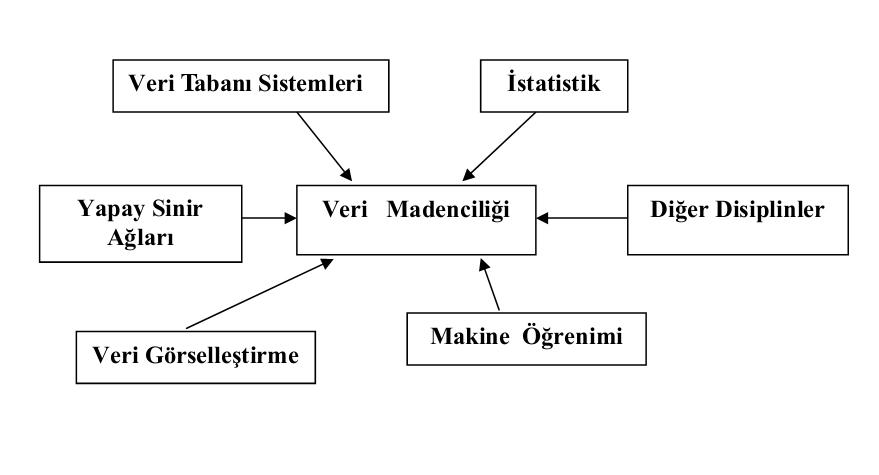 Veri Tabanı Sistemleri
İstatistik
Yapay Sinir
Ağları
Veri Madenciliği
Diğer Disiplinler
Veri Görselleştirme
Makine Öğrenimi